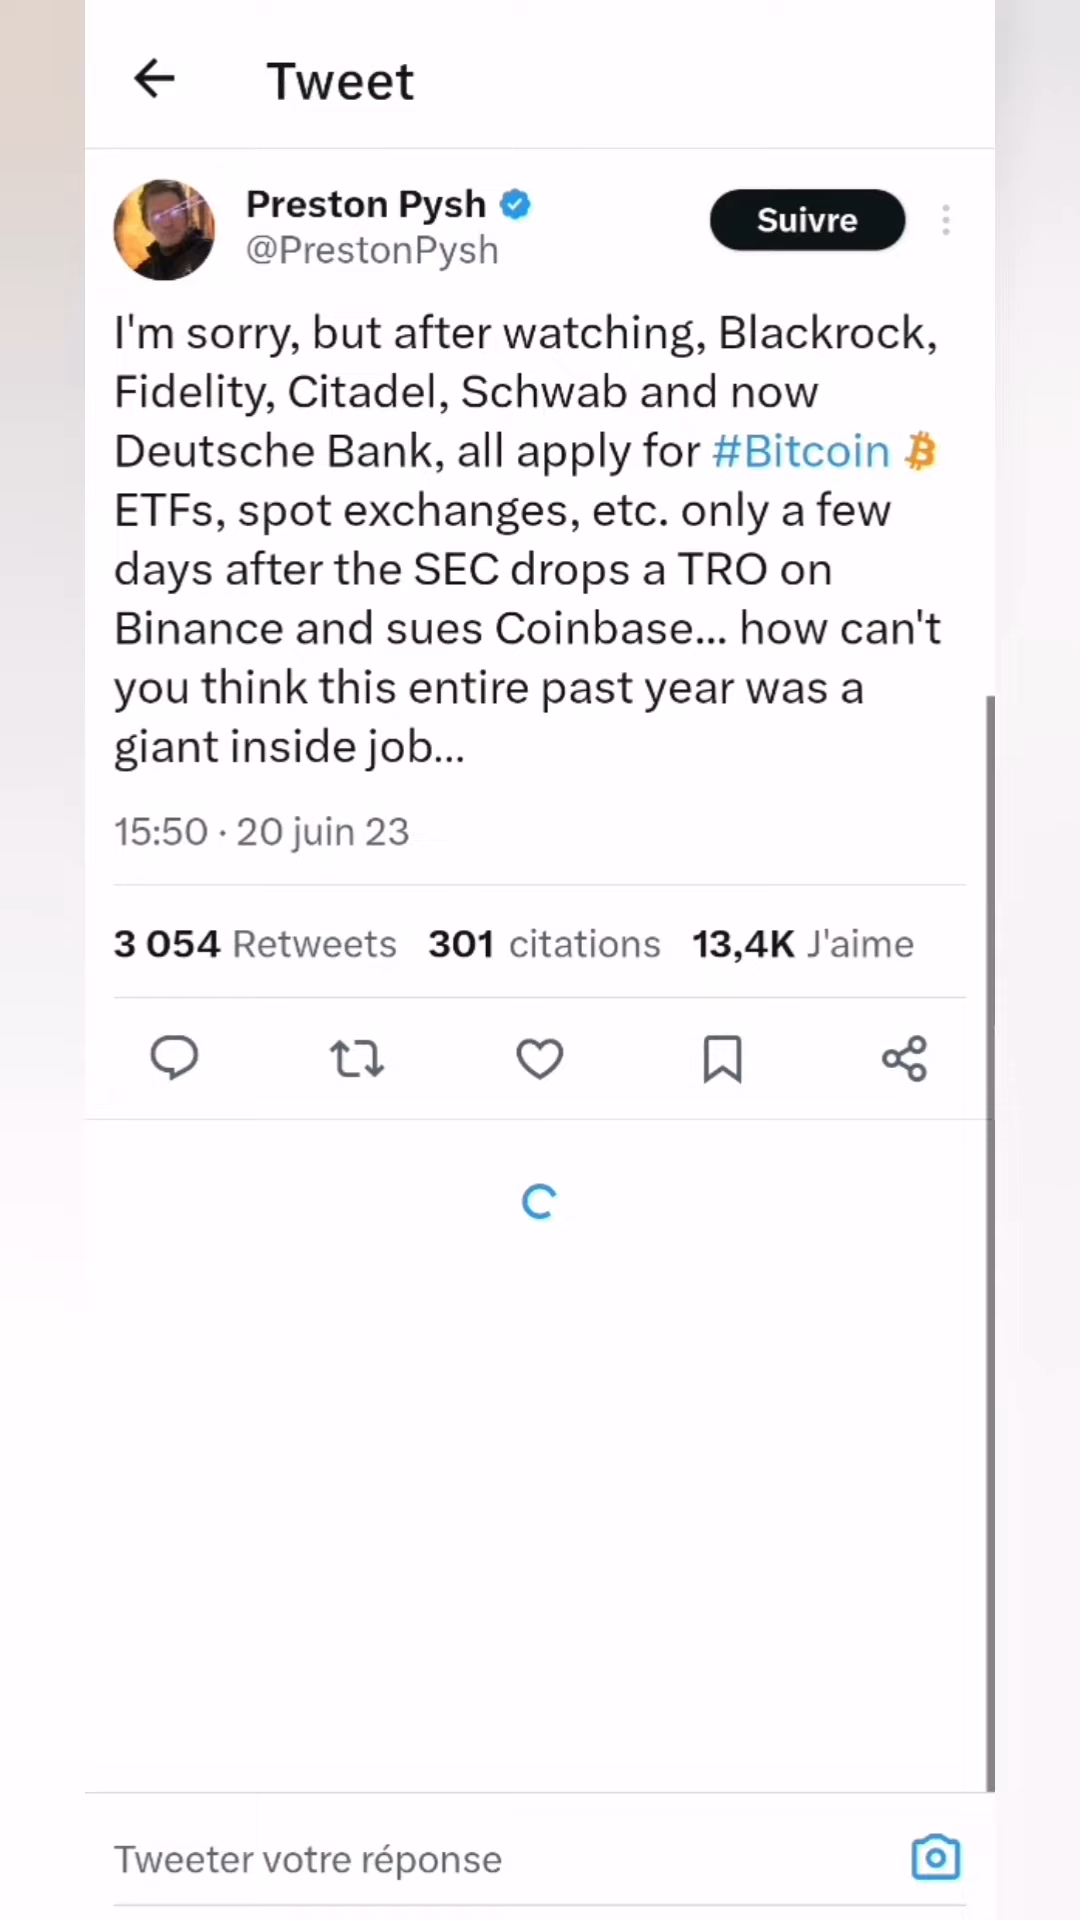 Tweet
Preston Pysh
@PrestonPysh
Suivre
I'm sorry, but after watching, Blackrock,
Fidelity, Citadel, Schwab and now
Deutsche Bank, all apply for #Bitcoin
ETFs, spot exchanges, etc. only a few
days after the SEC drops a TRO on
Binance and sues Coinbase... how can't
you think this entire past year was a
giant inside job...
15:50 · 20 juin 23
3 054 Retweets 301 citations 13,4K J'aime
Tweeter votre réponse